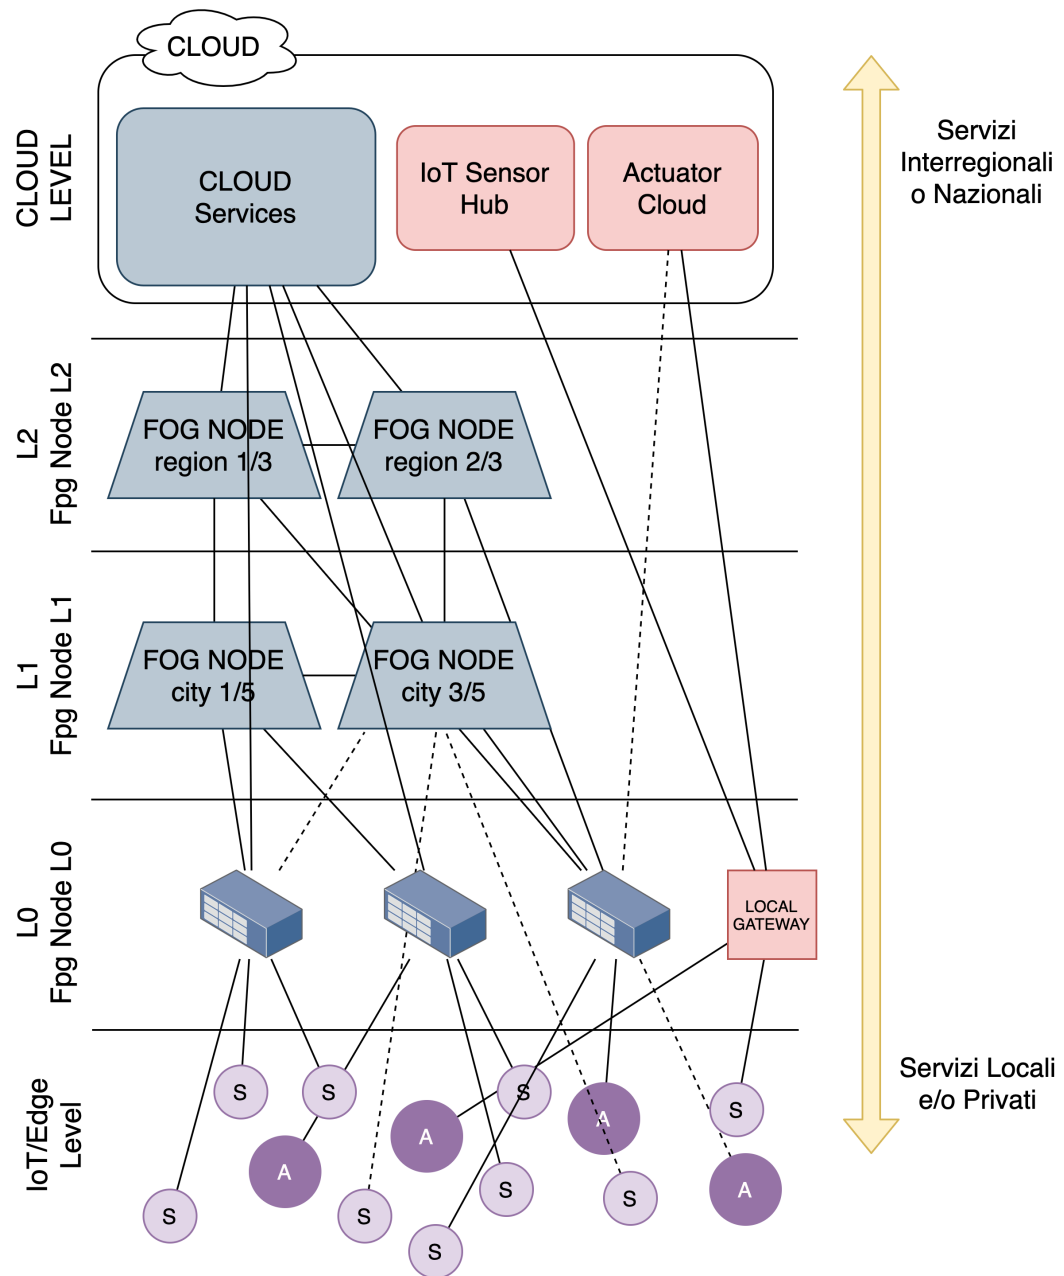 CLOUD
CLOUD
LEVEL
CLOUD
Services
IoT Sensor
Hub
Actuator
Cloud
Servizi
Interregionali
o Nazionali
L2
Fpg Node L2
FOG NODE
region 1/3
FOG NODE
region 2/3
L1
Fpg Node L1
FOG NODE
city 1/5
FOG NODE
city 3/5
L0
Fpg Node L0
LOCAL
GATEWAY
IoT/Edge
Level
Servizi Locali
e/o Privati
S
S
S
S
A
A
A
S
S
S
A
S
S